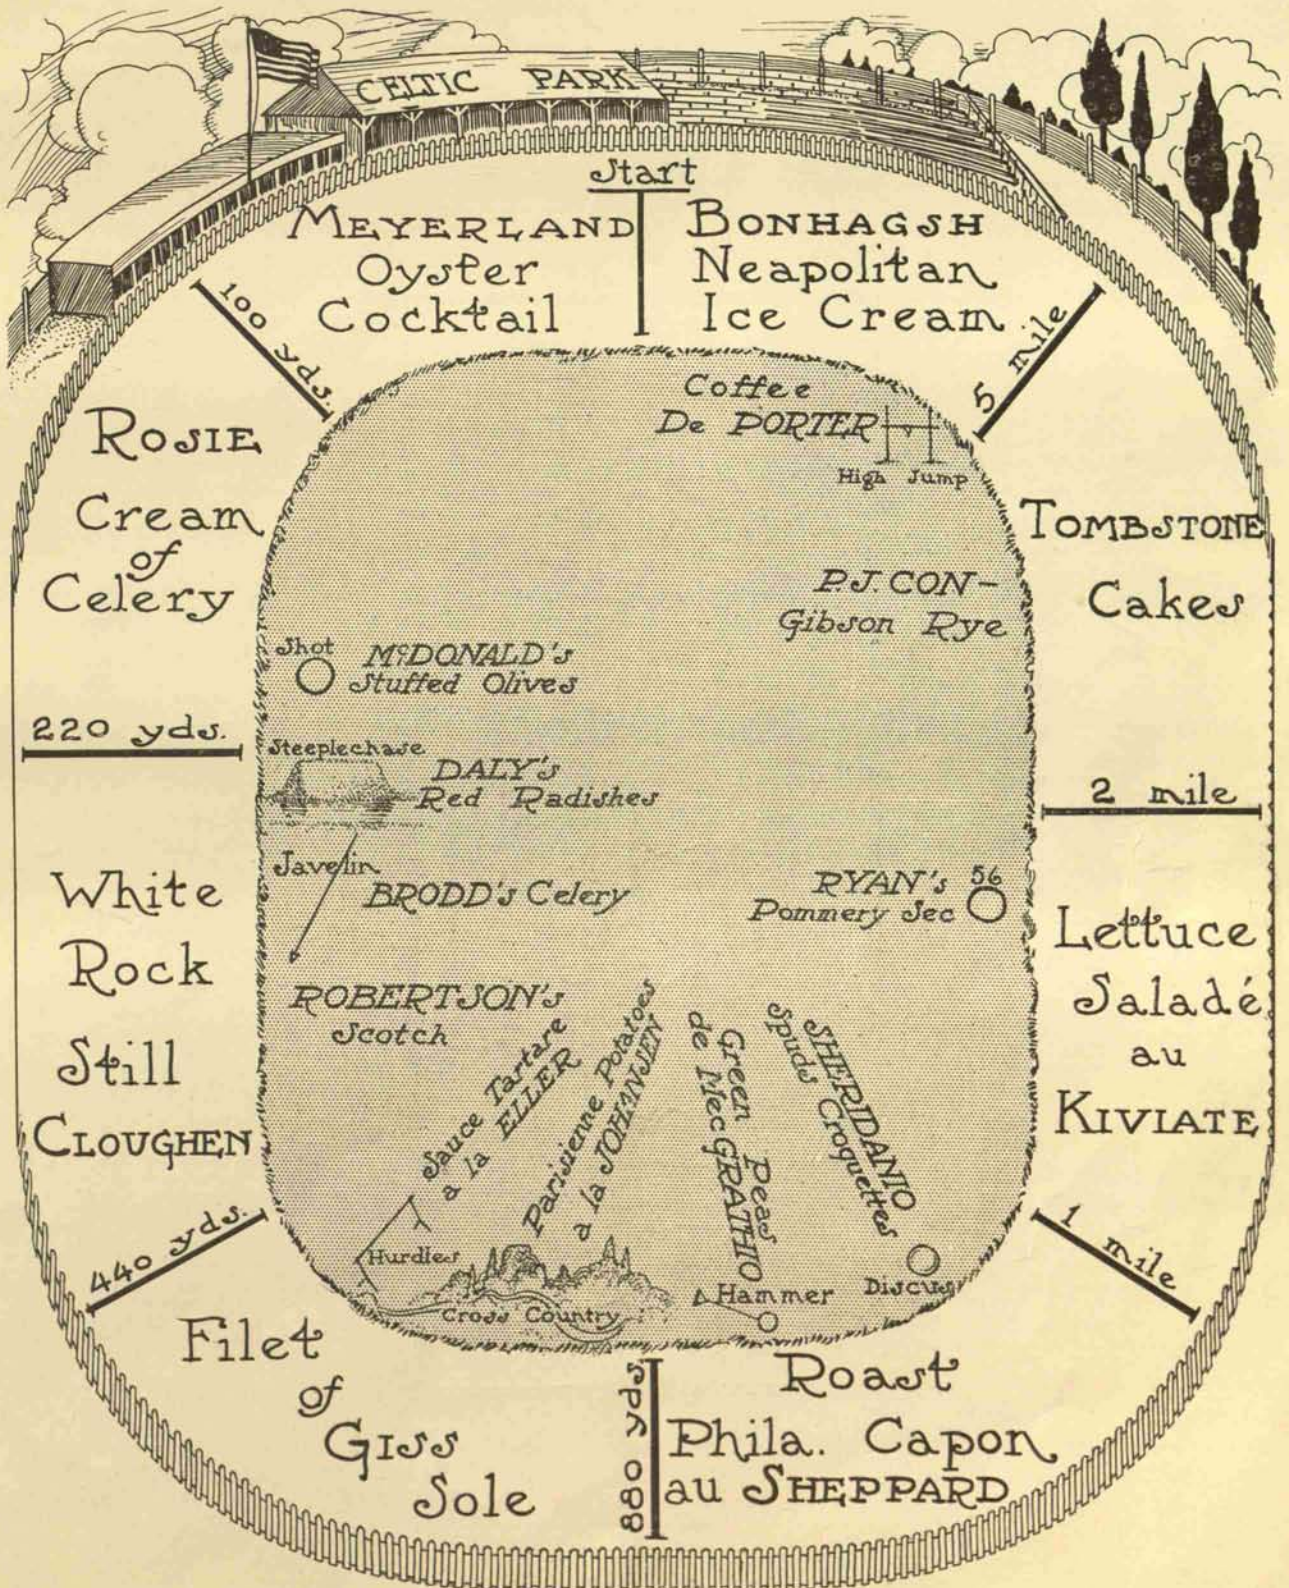 CELTIC PARK
Start
MEYERLAND
Oyster
Cocktail
100 yds.
ROSIE
Cream
of
Celery
220 yds.
White
Rock
Still
CLOUGHEN
440 yds.
Filet
of
GISS
Sole
880 yds.
Roast
Phila. Capon
au SHEPPARD
1 mile
Lettuce
Saladé
au
KIVIATE
2 mile
TOMBSTONE
Cakes
5 mile
BONHAGSH
Neapolitan
Ice Cream
Coffee
De PORTER
High Jump
P.J. CON-
Gibson Rye
Shot
McDONALD's
Stuffed Olives
Steeplechase
DALY's
Red Radishes
Javelin
BRODD's Celery
RYAN's 56
Pommery Sec
ROBERTSON's
Scotch
Sauce Tartare
a la ELLER
Hurdles
Parisienne Potatoes
a la JOHANSEN
Cross Country
Green Peas
de MecGRATHIO
Hammer
SHERIDANIO
Spuds Croquettes
Discus